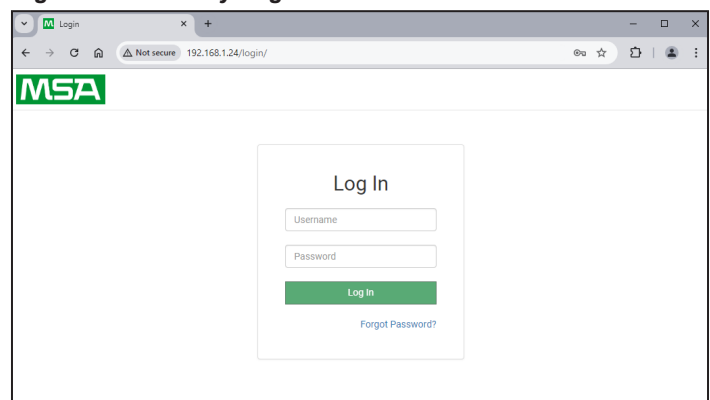 Login
Not secure 192.168.1.24/login/
MSA
Log In
Username
Password
Log In
Forgot Password?